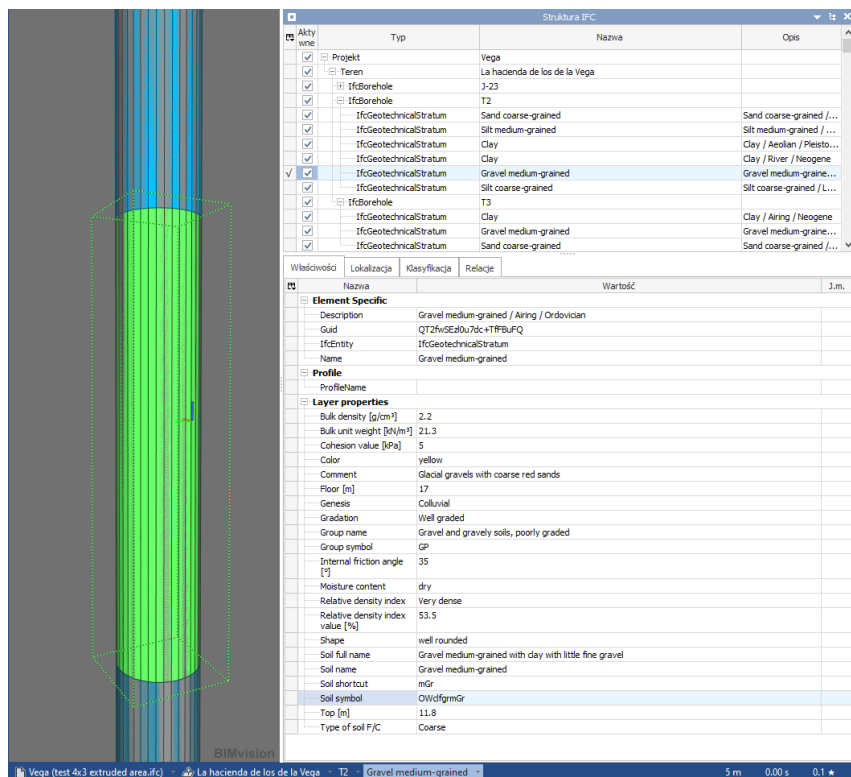 Struktura IFC
Akty wne Typ Nazwa Opis
Projekt Vega
Teren La hacienda de los de la Vega
IfcBorehole J-23
IfcBorehole T2
IfcGeotechnicalStratum Sand coarse-grained Sand coarse-grained /...
IfcGeotechnicalStratum Silt medium-grained Silt medium-grained / ...
IfcGeotechnicalStratum Clay Clay / Aeolian / Pleisto...
IfcGeotechnicalStratum Clay Clay / River / Neogene
IfcGeotechnicalStratum Gravel medium-grained Gravel medium-graine...
IfcGeotechnicalStratum Silt coarse-grained Silt coarse-grained / L...
IfcBorehole T3
IfcGeotechnicalStratum Clay Clay / Airing / Neogene
IfcGeotechnicalStratum Gravel medium-grained Gravel medium-graine...
IfcGeotechnicalStratum Sand coarse-grained Sand coarse-grained /...
Właściwości Lokalizacja Klasyfikacja Relacje
Nazwa Wartość J.m.
Element Specific
Description Gravel medium-grained / Airing / Ordovician
Guid QT2fwSEzl0u7dc+TfFBuFQ
IfcEntity IfcGeotechnicalStratum
Name Gravel medium-grained
Profile
ProfileName
Layer properties
Bulk density [g/cm³] 2.2
Bulk unit weight [kN/m³] 21.3
Cohesion value [kPa] 5
Color yellow
Comment Glacial gravels with coarse red sands
Floor [m] 17
Genesis Colluvial
Gradation Well graded
Group name Gravel and gravely soils, poorly graded
Group symbol GP
Internal friction angle [°] 35
Moisture content dry
Relative density index Very dense
Relative density index value [%] 53.5
Shape well rounded
Soil full name Gravel medium-grained with clay with little fine gravel
Soil name Gravel medium-grained
Soil shortcut mGr
Soil symbol OWclfgrmGr
Top [m] 11.8
Type of soil F/C Coarse
BIMvision
Vega (test 4x3 extruded area.ifc) La hacienda de los de la Vega T2 Gravel medium-grained 5 m 0.00 s 0.1 ★